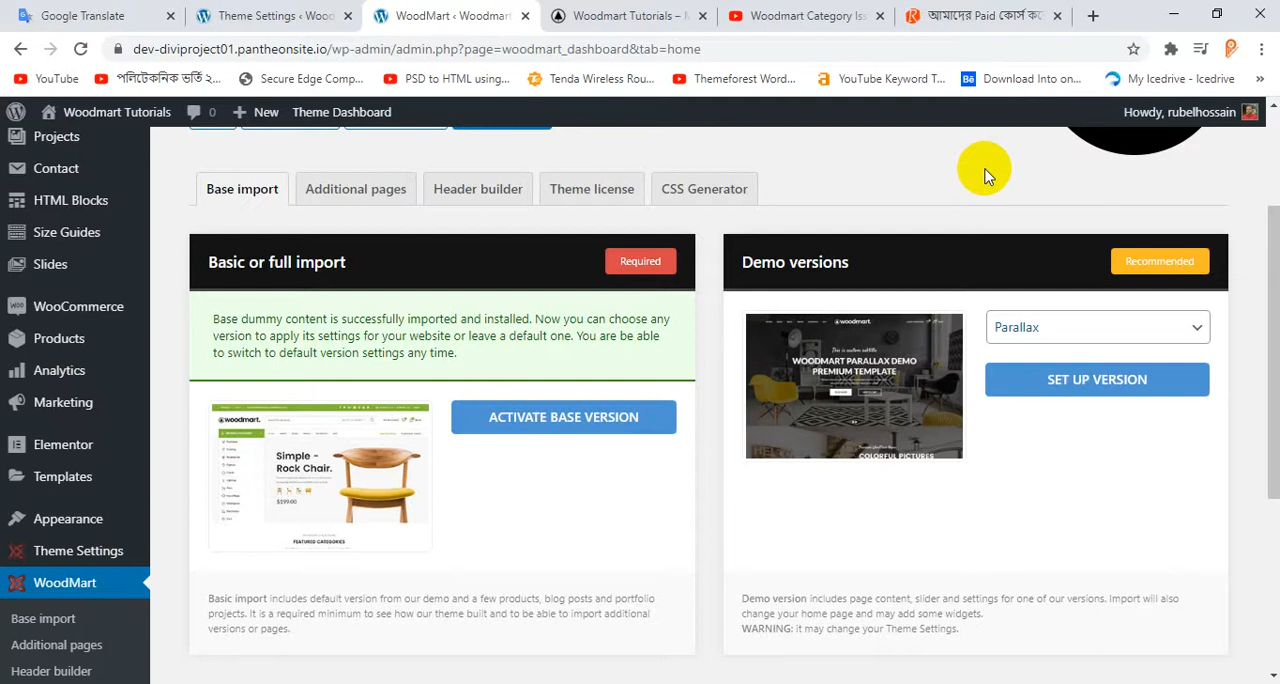 Google Translate
Theme Settings ‹ Wood
WoodMart ‹ Woodmart
Woodmart Tutorials – M
Woodmart Category Iss
আমাদের Paid কোর্স কে
dev-diviproject01.pantheonsite.io/wp-admin/admin.php?page=woodmart_dashboard&tab=home
YouTube
পলিটেকনিক ভর্তি ২...
Secure Edge Comp...
PSD to HTML using...
Tenda Wireless Rou...
Themeforest Word...
YouTube Keyword T...
Download Into on...
My Icedrive - Icedrive
»
Woodmart Tutorials
0
New
Theme Dashboard
Howdy, rubelhossain
Projects
Contact
HTML Blocks
Size Guides
Slides
WooCommerce
Products
Analytics
Marketing
Elementor
Templates
Appearance
Theme Settings
WoodMart
Base import
Additional pages
Header builder
Base import
Additional pages
Header builder
Theme license
CSS Generator
Basic or full import
Required
Base dummy content is successfully imported and installed. Now you can choose any
version to apply its settings for your website or leave a default one. You are be able
to switch to default version settings any time.
woodmart.
Simple -
Rock Chair.
$299.00
FEATURED CATEGORIES
ACTIVATE BASE VERSION
Basic import includes default version from our demo and a few products, blog posts and portfolio
projects. It is a required minimum to see how our theme built and to be able to import additional
versions or pages.
Demo versions
Recommended
woodmart.
This is custom subtitle
WOODMART PARALLAX DEMO
PREMIUM TEMPLATE
COLORFUL PICTURES
Parallax
SET UP VERSION
Demo version includes page content, slider and settings for one of our versions. Import will also
change your home page and may add some widgets.
WARNING: it may change your Theme Settings.